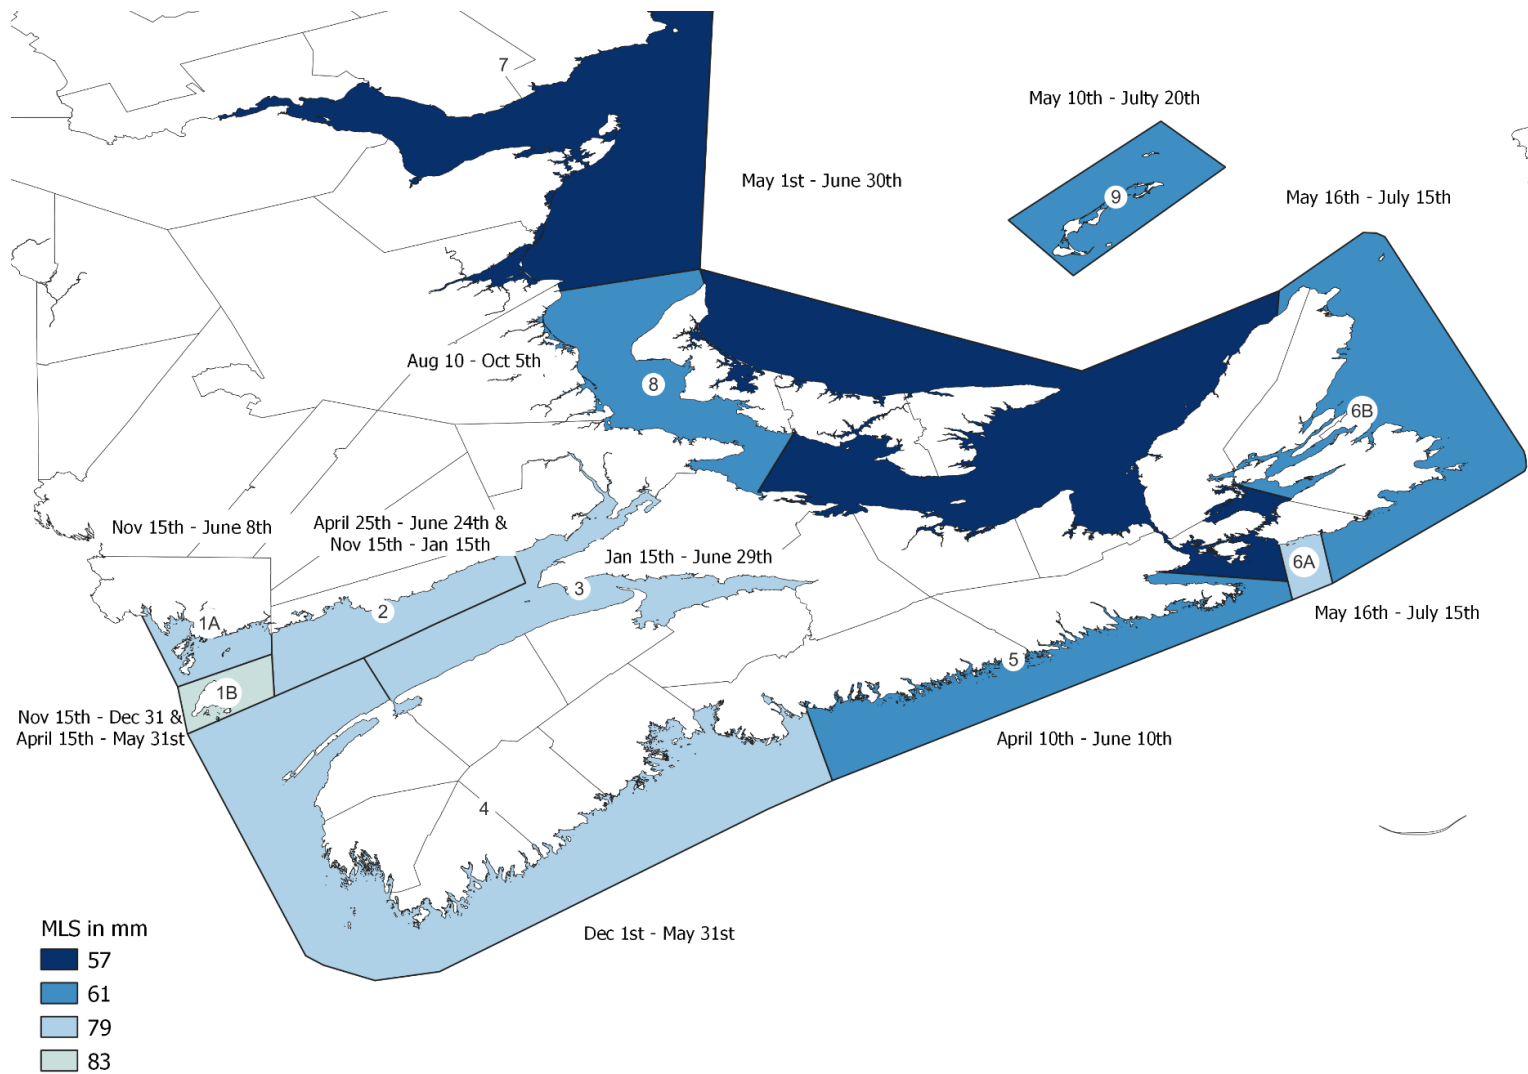 7
May 10th - Julty 20th
May 1st - June 30th
9
May 16th - July 15th
Aug 10 - Oct 5th
8
6B
Nov 15th - June 8th
April 25th - June 24th &
Nov 15th - Jan 15th
Jan 15th - June 29th
6A
3
2
1A
May 16th - July 15th
5
1B
Nov 15th - Dec 31 &
April 15th - May 31st
April 10th - June 10th
4
Dec 1st - May 31st
MLS in mm
57
61
79
83